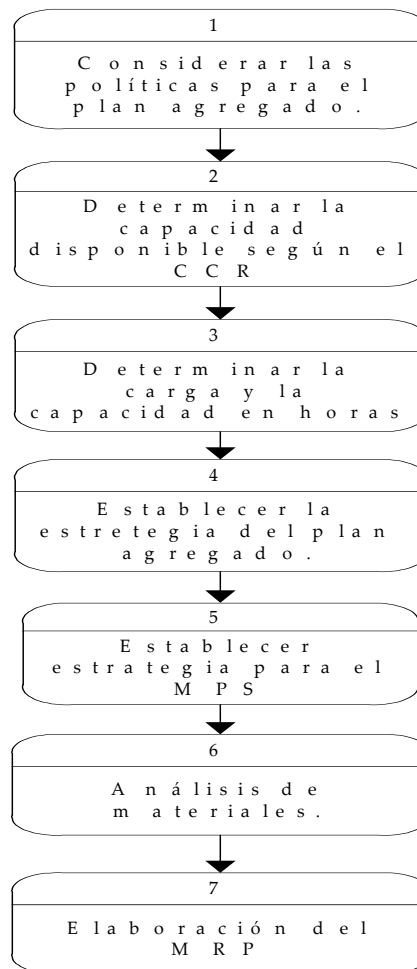 1
Considerar las
políticas para el
plan agregado.
2
Determinar la
capacidad
disponible según el
CCR
3
Determinar la
carga y la
capacidad en horas
4
Establecer la
estretegia del plan
agregado.
5
Establecer
estrategia para el
MPS
6
Análisis de
materiales.
7
Elaboración del
MRP